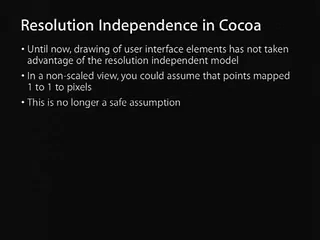 Resolution Independence in Cocoa
• Until now, drawing of user interface elements has not taken
advantage of the resolution independent model
• In a non-scaled view, you could assume that points mapped
1 to 1 to pixels
• This is no longer a safe assumption